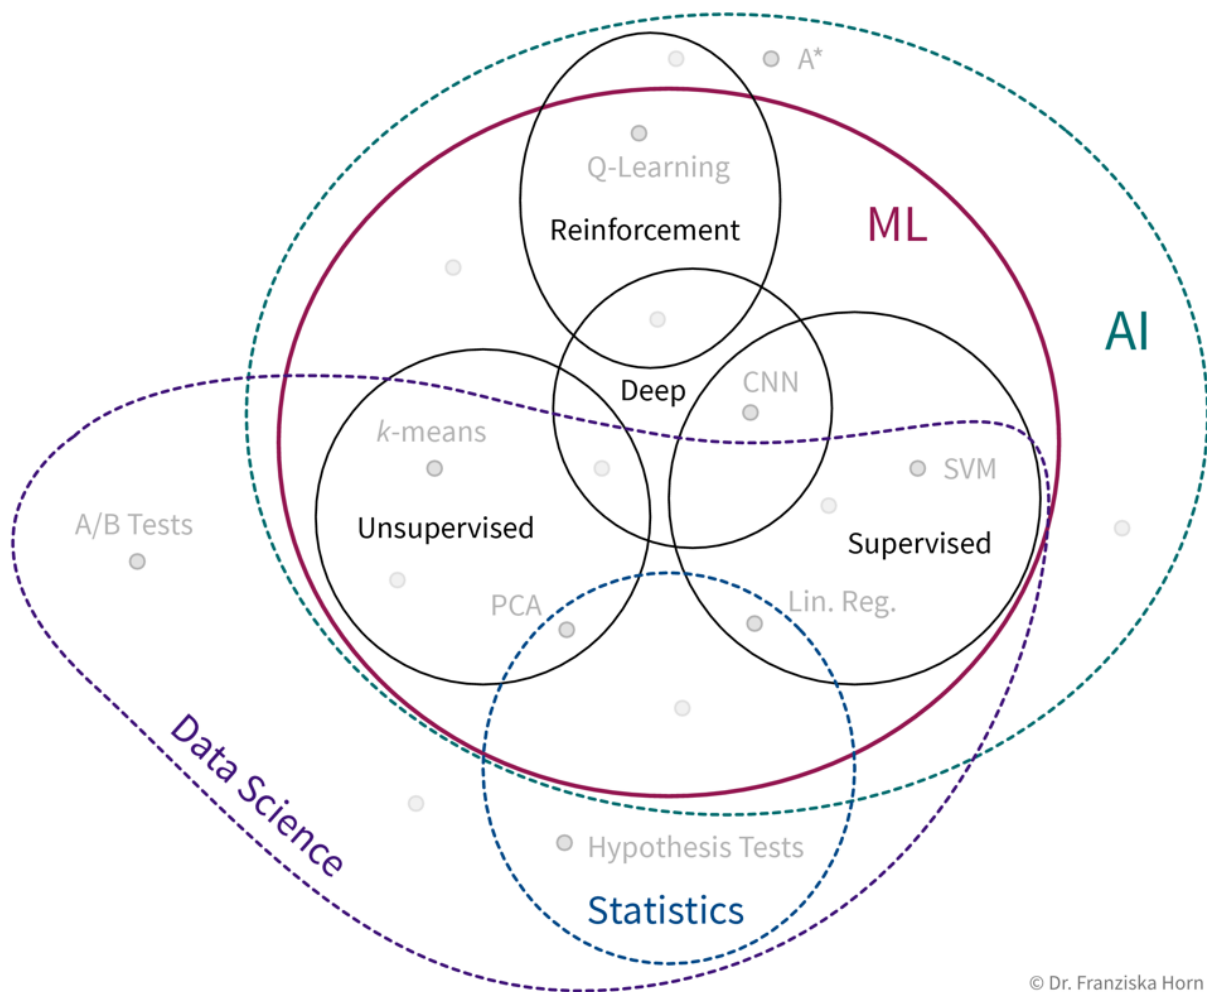 A*
Q-Learning
Reinforcement
ML
AI
Deep
CNN
k-means
SVM
A/B Tests
Unsupervised
Supervised
PCA
Lin. Reg.
Data Science
Hypothesis Tests
Statistics
© Dr. Franziska Horn